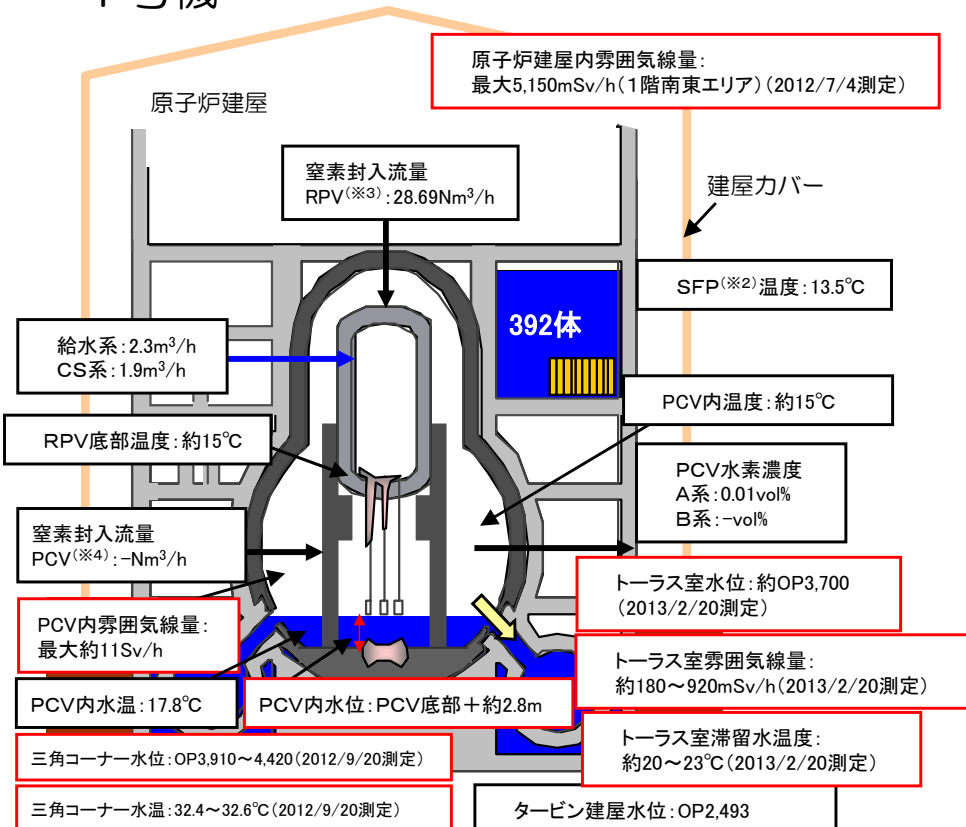 原子炉建屋内雰囲気線量:
最大5,150mSv/h(1階南東エリア)(2012/7/4測定)
原子炉建屋
窒素封入流量
RPV(※3):28.69Nm3/h
建屋カバー
SFP(※2)温度:13.5℃
392体
給水系:2.3m3/h
CS系:1.9m3/h
PCV内温度:約15℃
RPV底部温度:約15℃
PCV水素濃度
A系:0.01vol%
B系:-vol%
窒素封入流量
PCV(※4):-Nm3/h
トーラス室水位:約OP3,700
(2013/2/20測定)
PCV内雰囲気線量:
最大約11Sv/h
トーラス室雰囲気線量:
約180～920mSv/h(2013/2/20測定)
PCV内水温:17.8℃
PCV内水位:PCV底部+約2.8m
トーラス室滞留水温度:
約20～23℃(2013/2/20測定)
三角コーナー水位:OP3,910～4,420(2012/9/20測定)
三角コーナー水温:32.4～32.6℃(2012/9/20測定)
タービン建屋水位:OP2,493